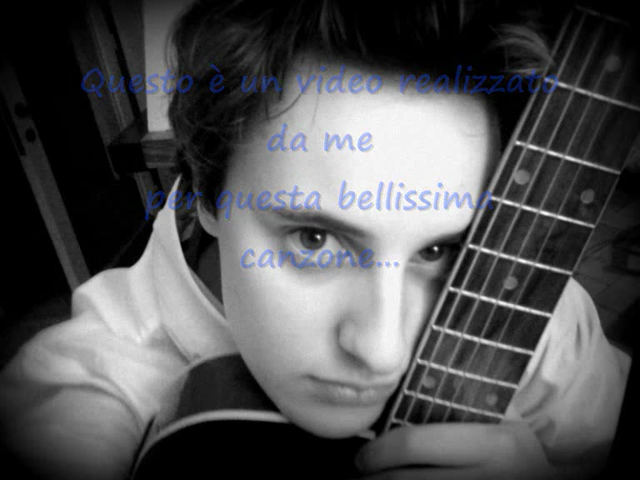 Questo è un video realizzato
da me
per questa bellissima
canzone...